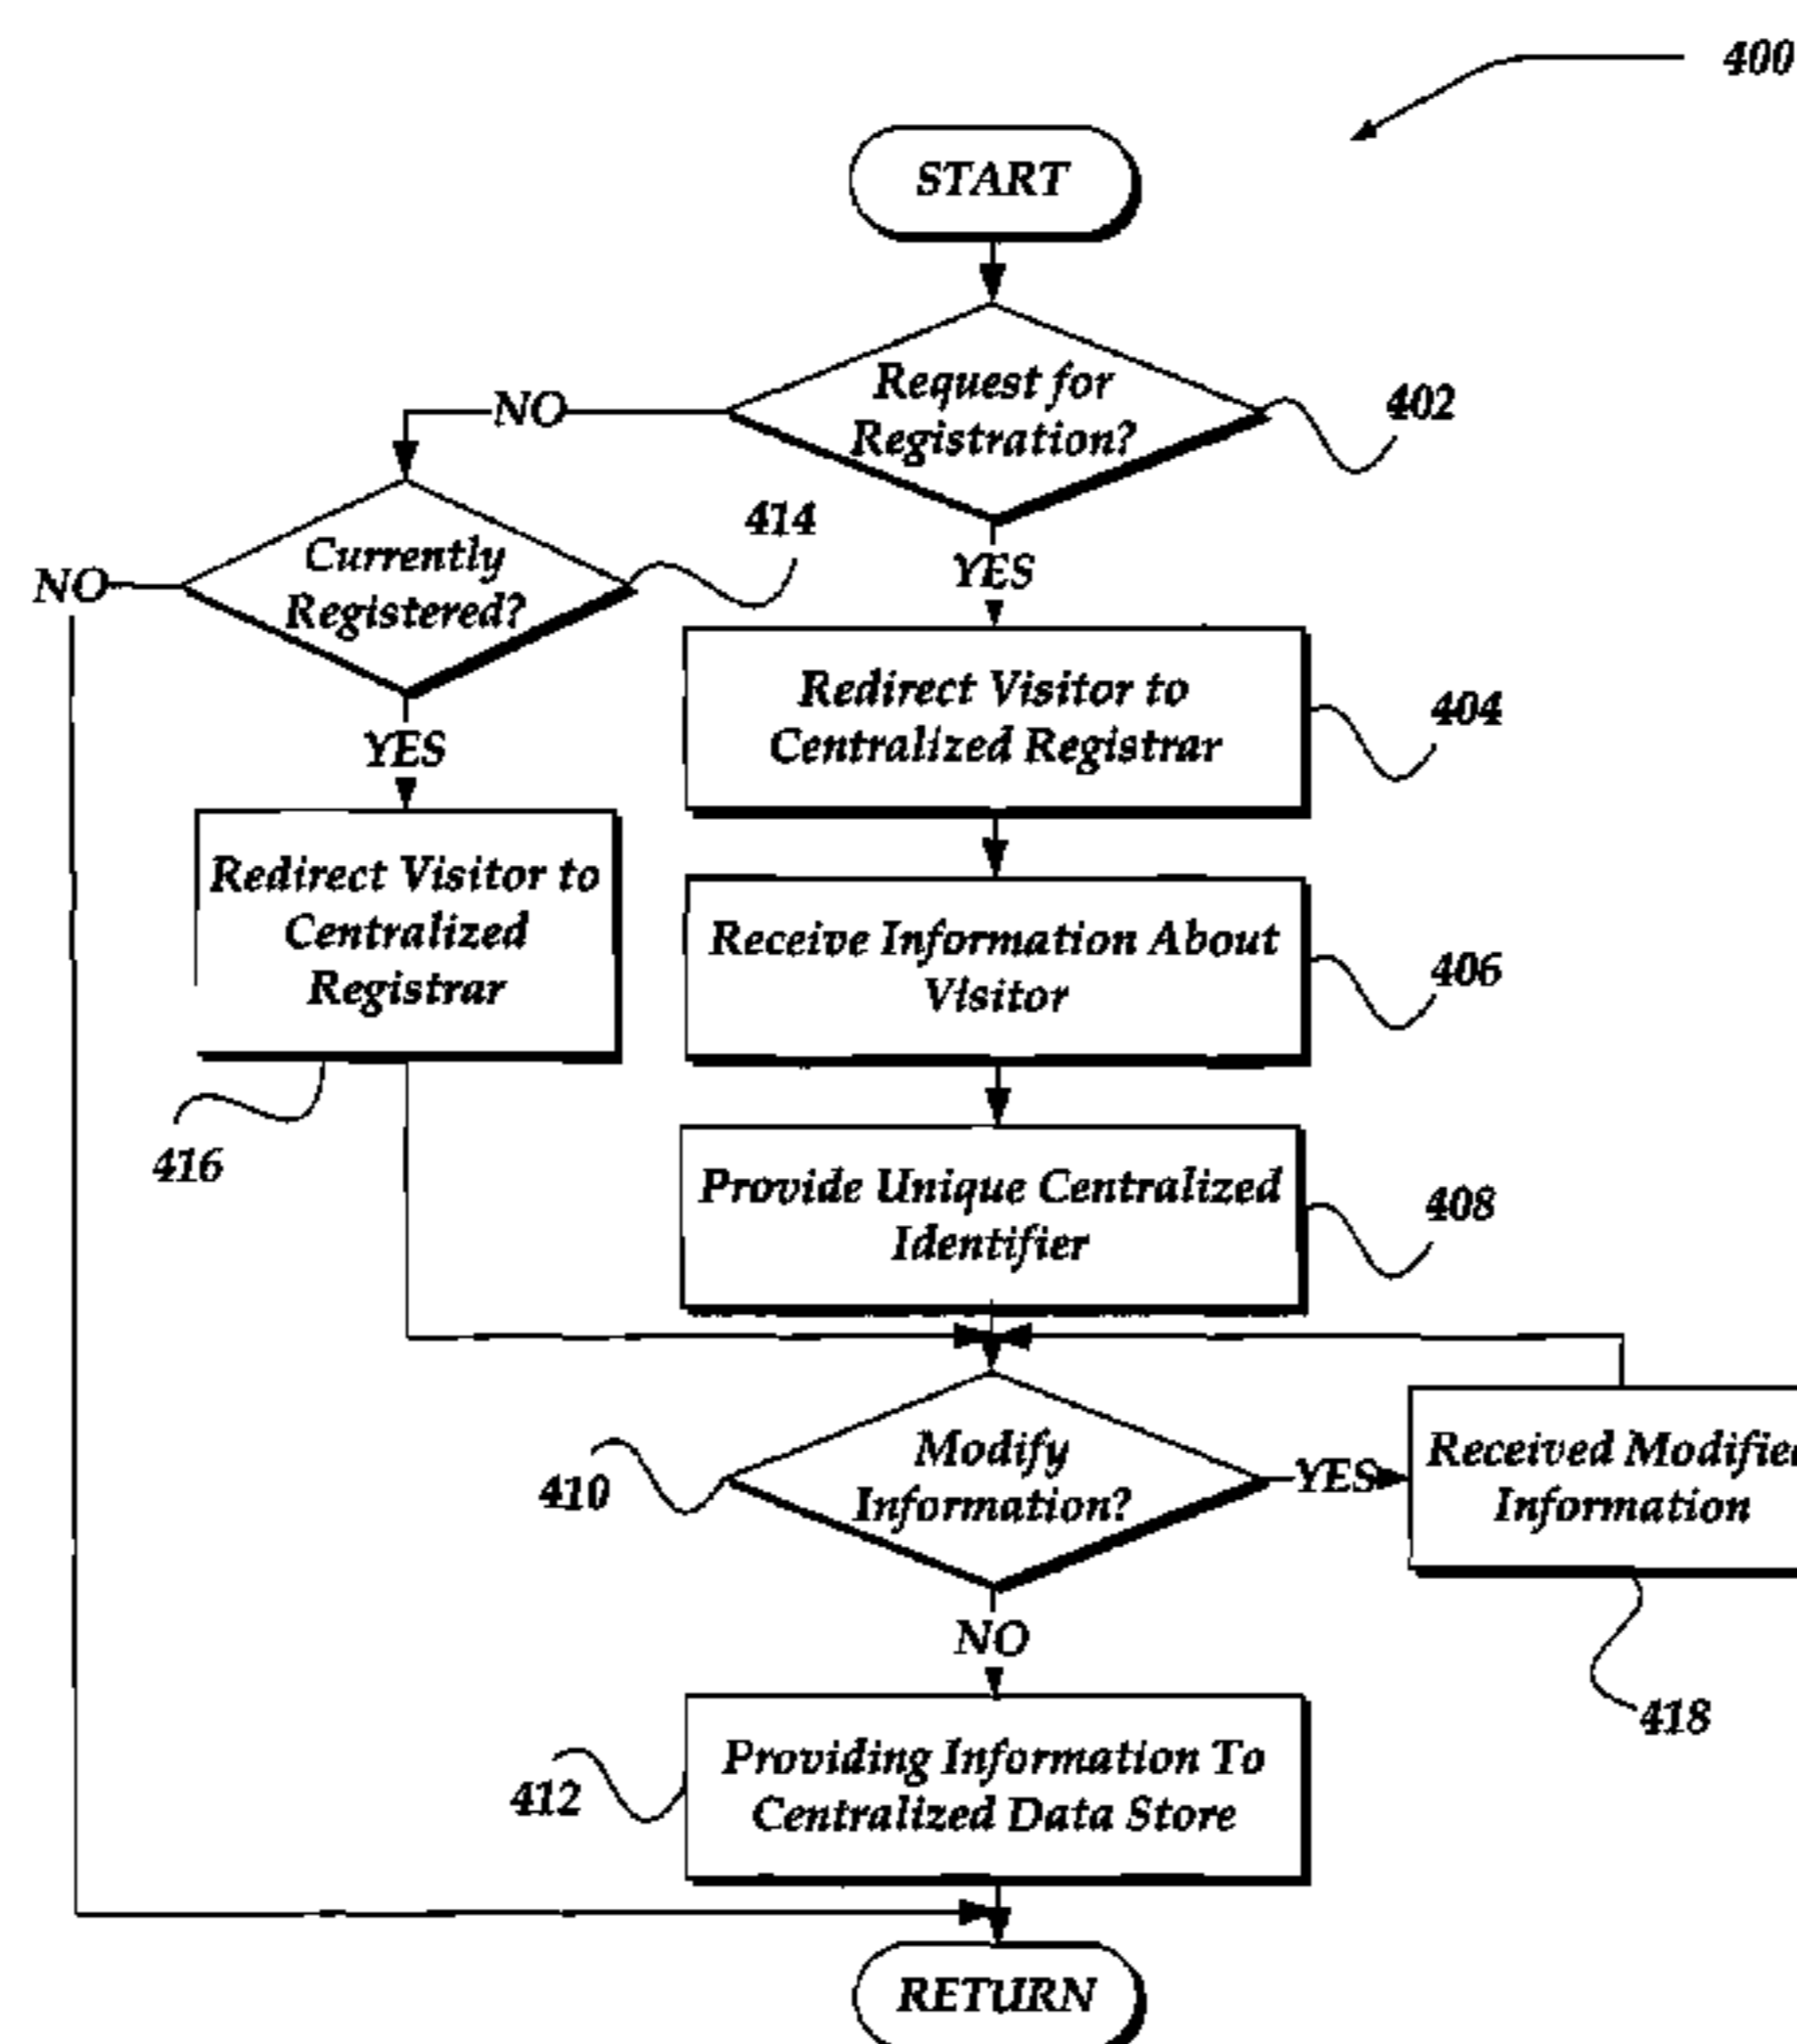 400
START
Request for
Registration?
402
NO
YES
Currently
Registered?
414
NO
YES
Redirect Visitor to
Centralized Registrar
404
Redirect Visitor to
Centralized
Registrar
416
Receive Information About
Visitor
406
Provide Unique Centralized
Identifier
408
Modify
Information?
410
YES
Received Modified
Information
418
NO
Providing Information To
Centralized Data Store
412
RETURN